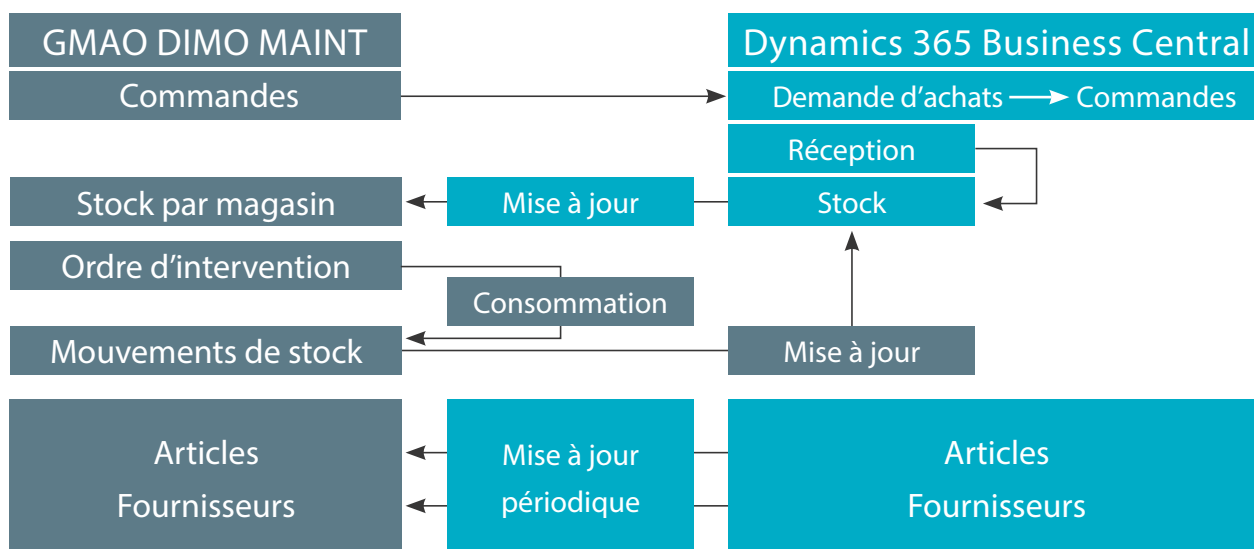 GMAO DIMO MAINT
Dynamics 365 Business Central
Commandes
Demande d'achats
Commandes
Réception
Stock par magasin
Mise à jour
Stock
Ordre d'intervention
Consommation
Mouvements de stock
Mise à jour
Articles
Mise à jour
Articles
Fournisseurs
périodique
Fournisseurs